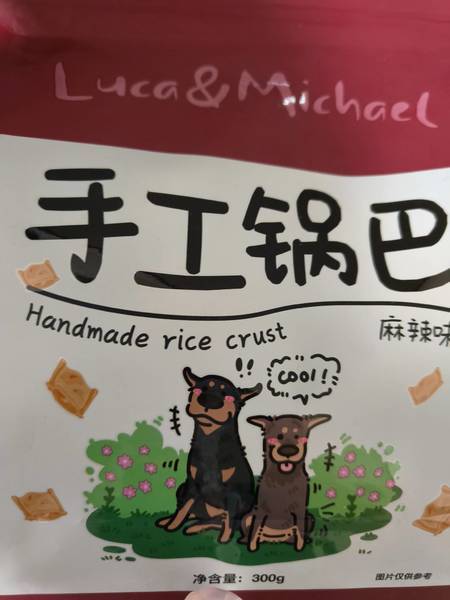 Luca&Michael
手工锅巴
Handmade rice crust
麻辣味
!!
cool!
净含量: 300g
图片仅供参考